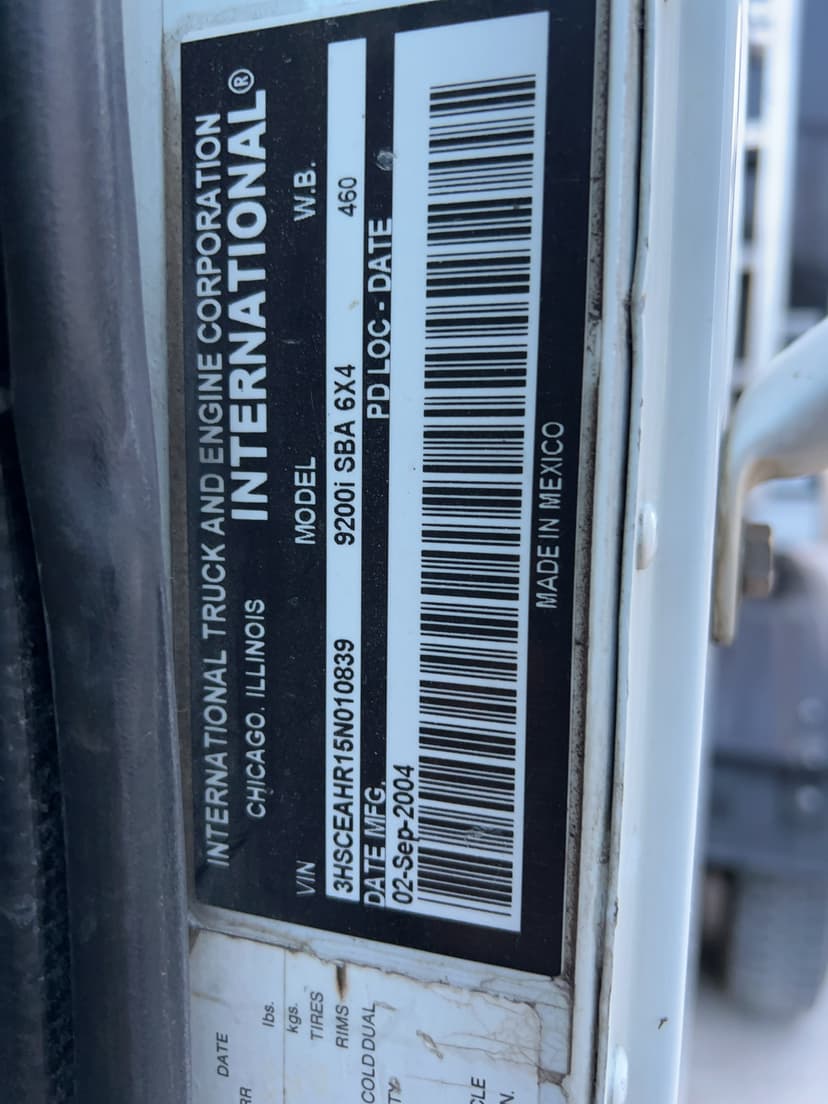 INTERNATIONAL TRUCK AND ENGINE CORPORATION
CHICAGO, ILLINOIS INTERNATIONAL®
VIN MODEL W.B.
3HSCEAHR15N010839 9200i SBA 6X4 460
DATE MFG. PD LOC - DATE
02-Sep-2004
MADE IN MEXICO
DATE
RR lbs.
kgs.
TIRES
RIMS
COLD DUAL